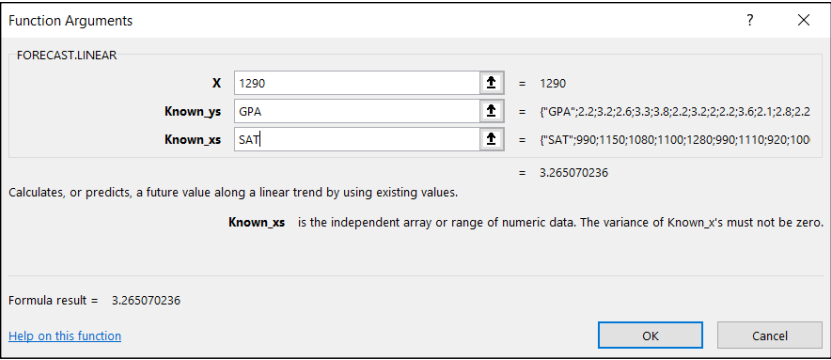 Function Arguments ? ×
FORECAST.LINEAR
X 1290 = 1290
Known_ys GPA = {"GPA";2.2;3.2;2.6;3.3;3.8;2.2;3.2;2;2.2;3.6;2.1;2.8;2.2
Known_xs SAT = {"SAT";990;1150;1080;1100;1280;990;1110;920;100
= 3.265070236
Calculates, or predicts, a future value along a linear trend by using existing values.
Known_xs is the independent array or range of numeric data. The variance of Known_x's must not be zero.
Formula result = 3.265070236
Help on this function OK Cancel